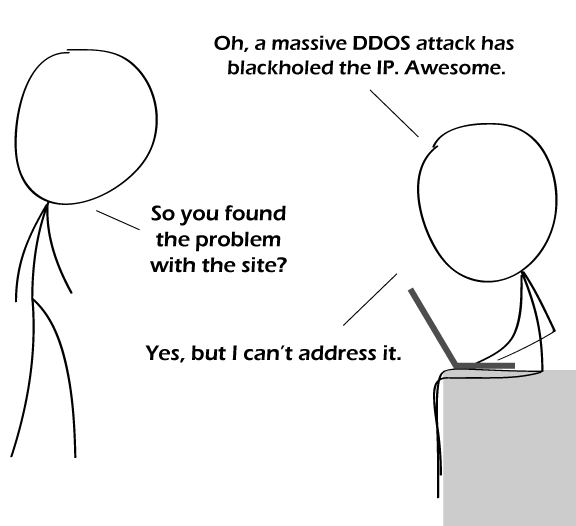 Oh, a massive DDOS attack has
blackholed the IP. Awesome.
So you found
the problem
with the site?
Yes, but I can't address it.